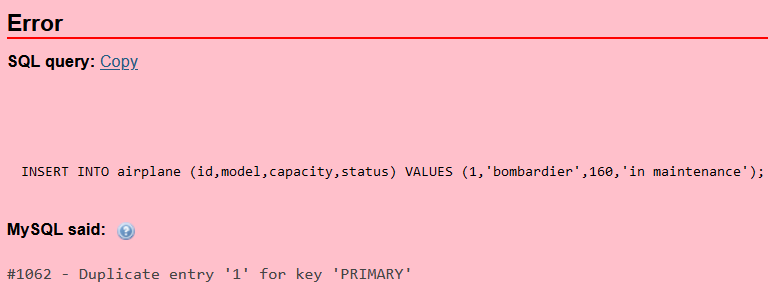 Error
SQL query: Copy
INSERT INTO airplane (id,model,capacity,status) VALUES (1,'bombardier',160,'in maintenance');
MySQL said:
#1062 - Duplicate entry '1' for key 'PRIMARY'